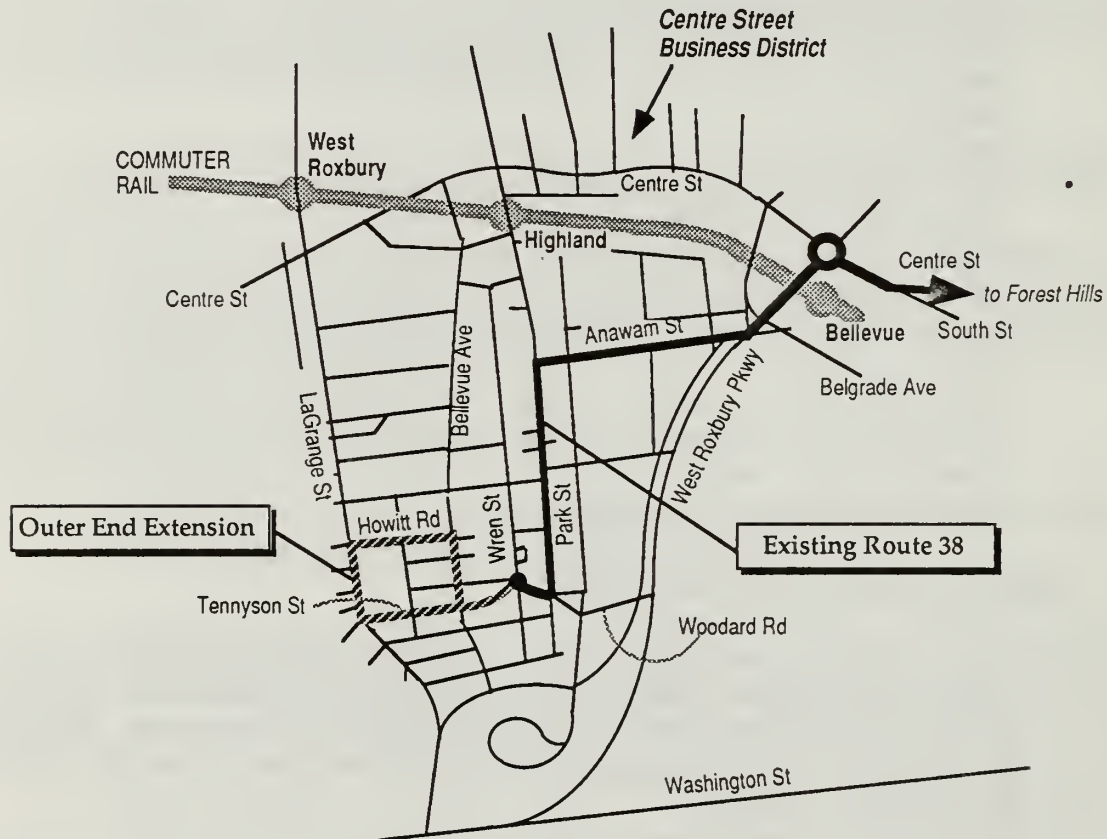 Centre Street
Business District
West
Roxbury
COMMUTER
RAIL
Centre St
Highland
Centre St
to Forest Hills
Centre St
Anawam St
Bellevue
South St
Belgrade Ave
Bellevue Ave
LaGrange St
West Roxbury Pkwy
Outer End Extension
Howitt Rd
Wren St
Park St
Existing Route 38
Tennyson St
Woodard Rd
Washington St